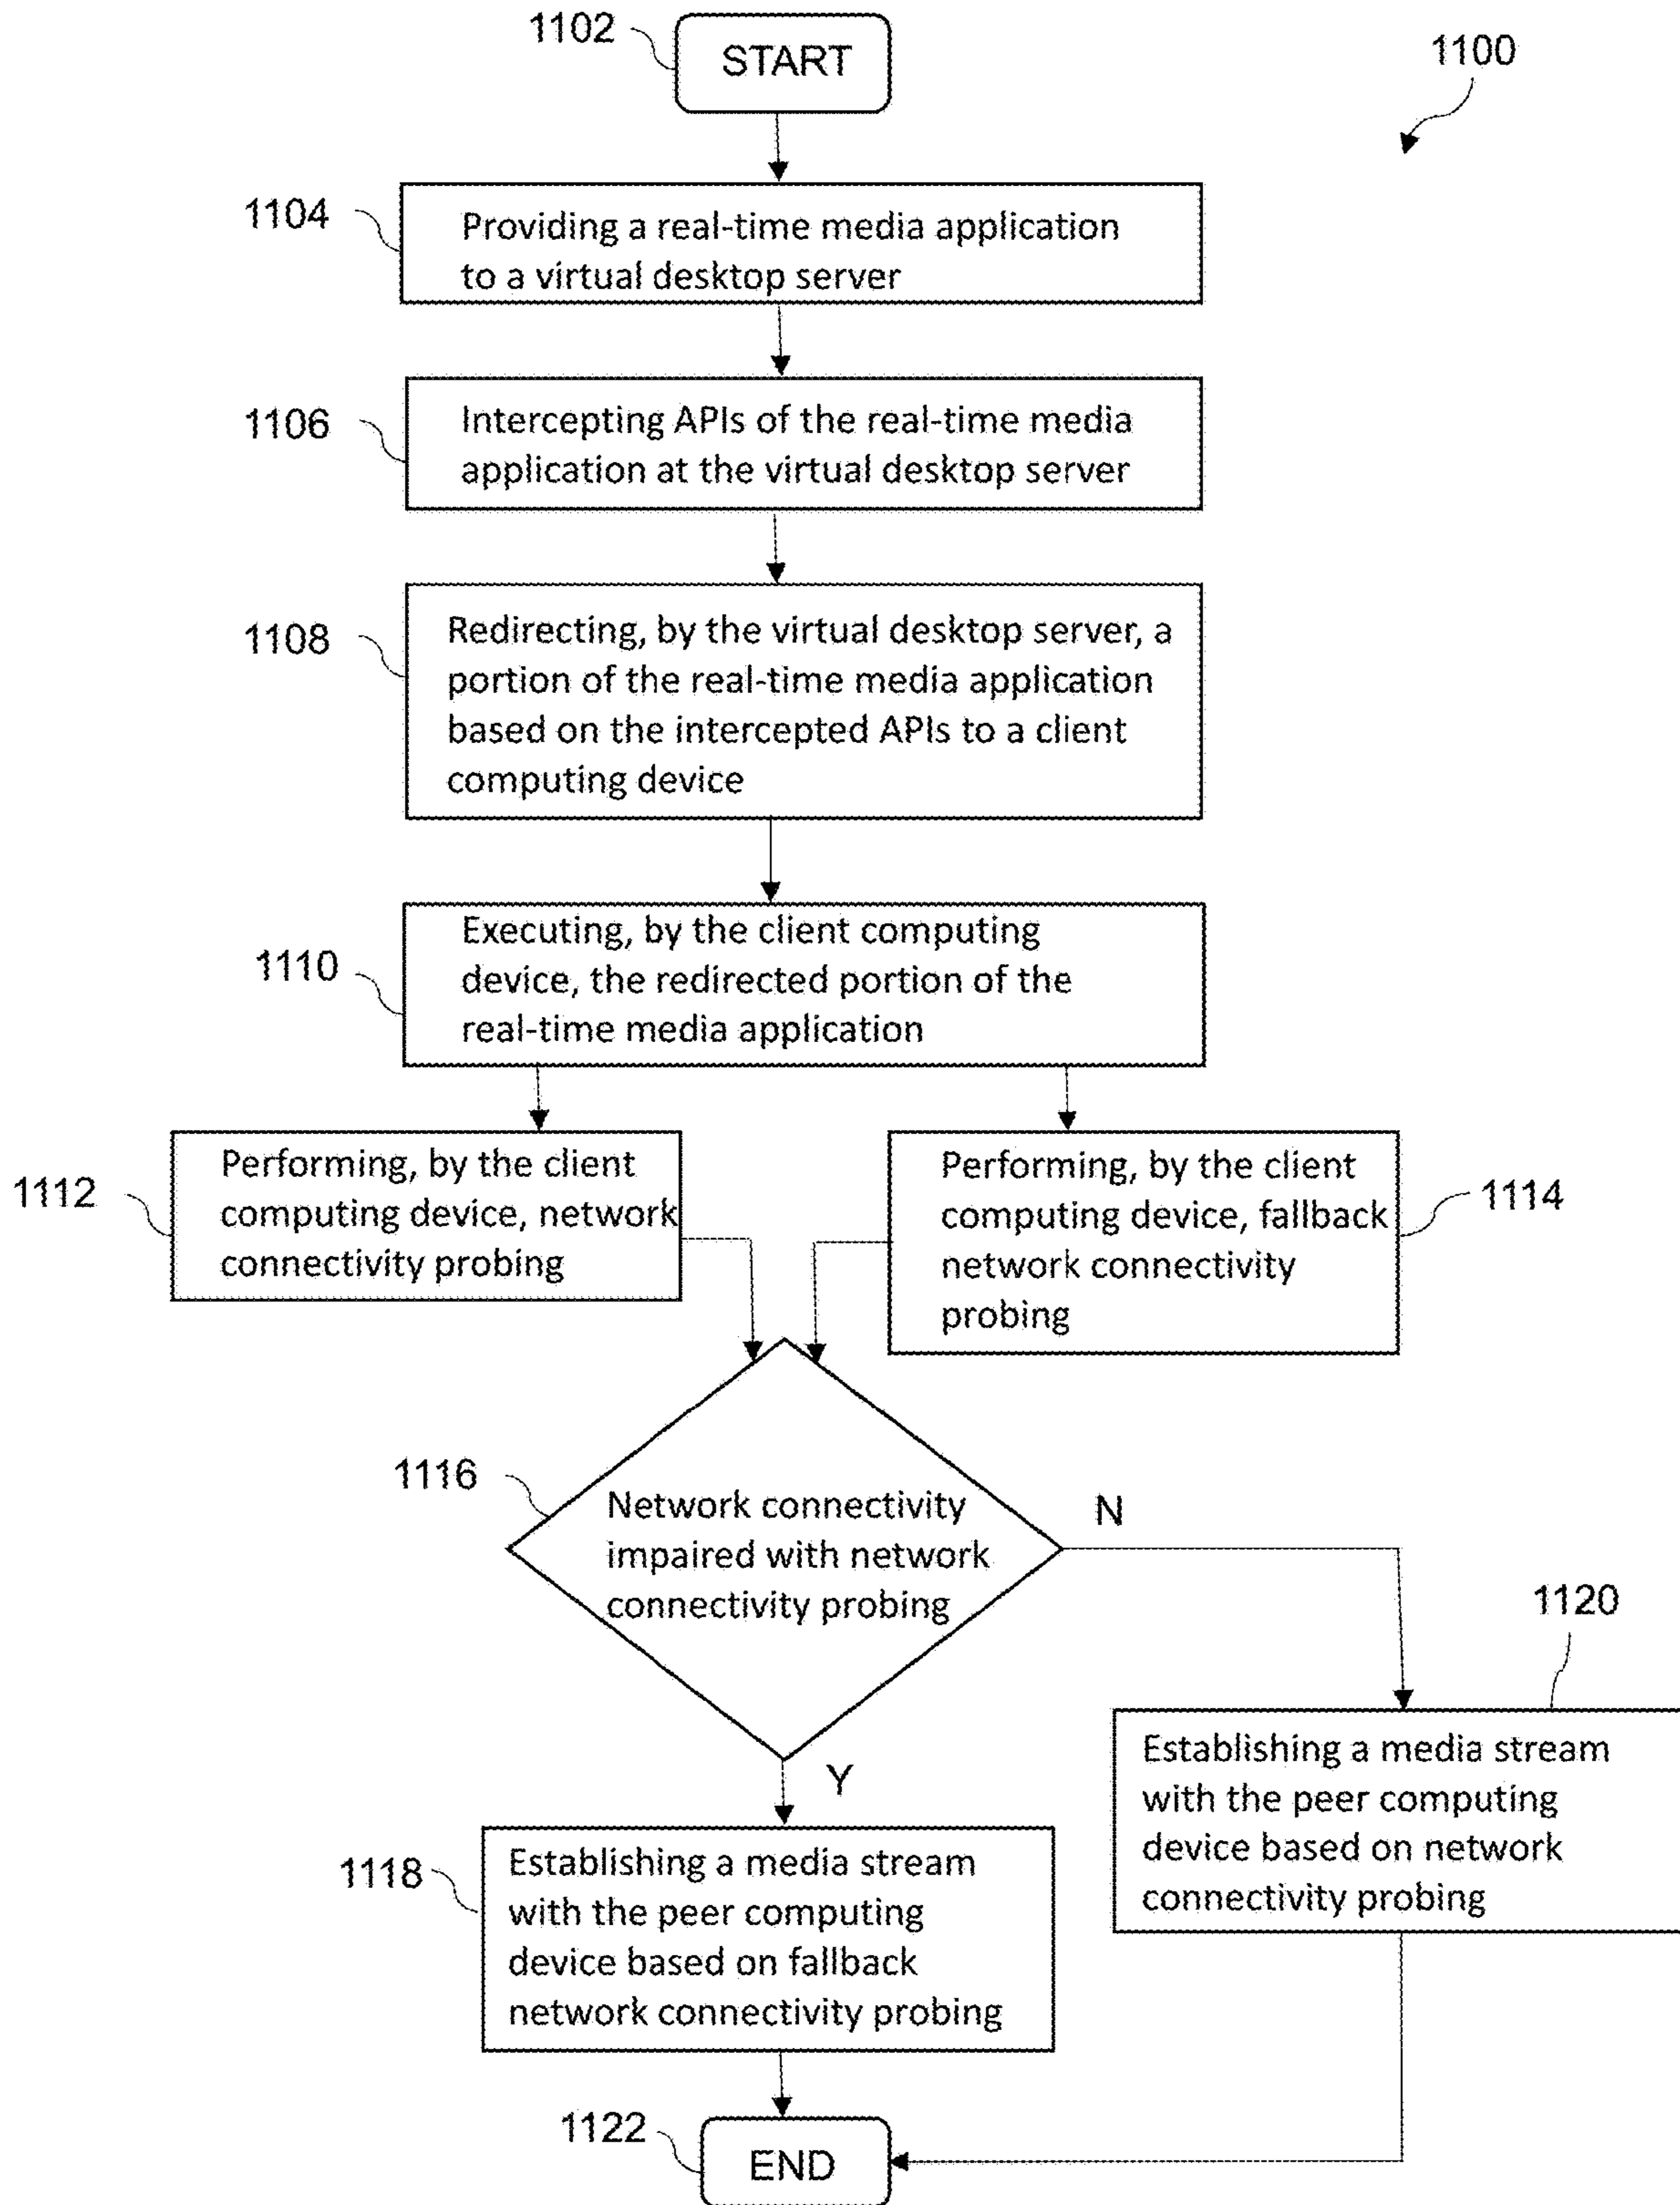 1102
START
1100
1104
Providing a real-time media application
to a virtual desktop server
1106
Intercepting APIs of the real-time media
application at the virtual desktop server
1108
Redirecting, by the virtual desktop server, a
portion of the real-time media application
based on the intercepted APIs to a client
computing device
1110
Executing, by the client computing
device, the redirected portion of the
real-time media application
1112
Performing, by the client
computing device, network
connectivity probing
1114
Performing, by the client
computing device, fallback
network connectivity
probing
1116
Network connectivity
impaired with network
connectivity probing
N
Y
1120
Establishing a media stream
with the peer computing
device based on network
connectivity probing
1118
Establishing a media stream
with the peer computing
device based on fallback
network connectivity probing
1122
END